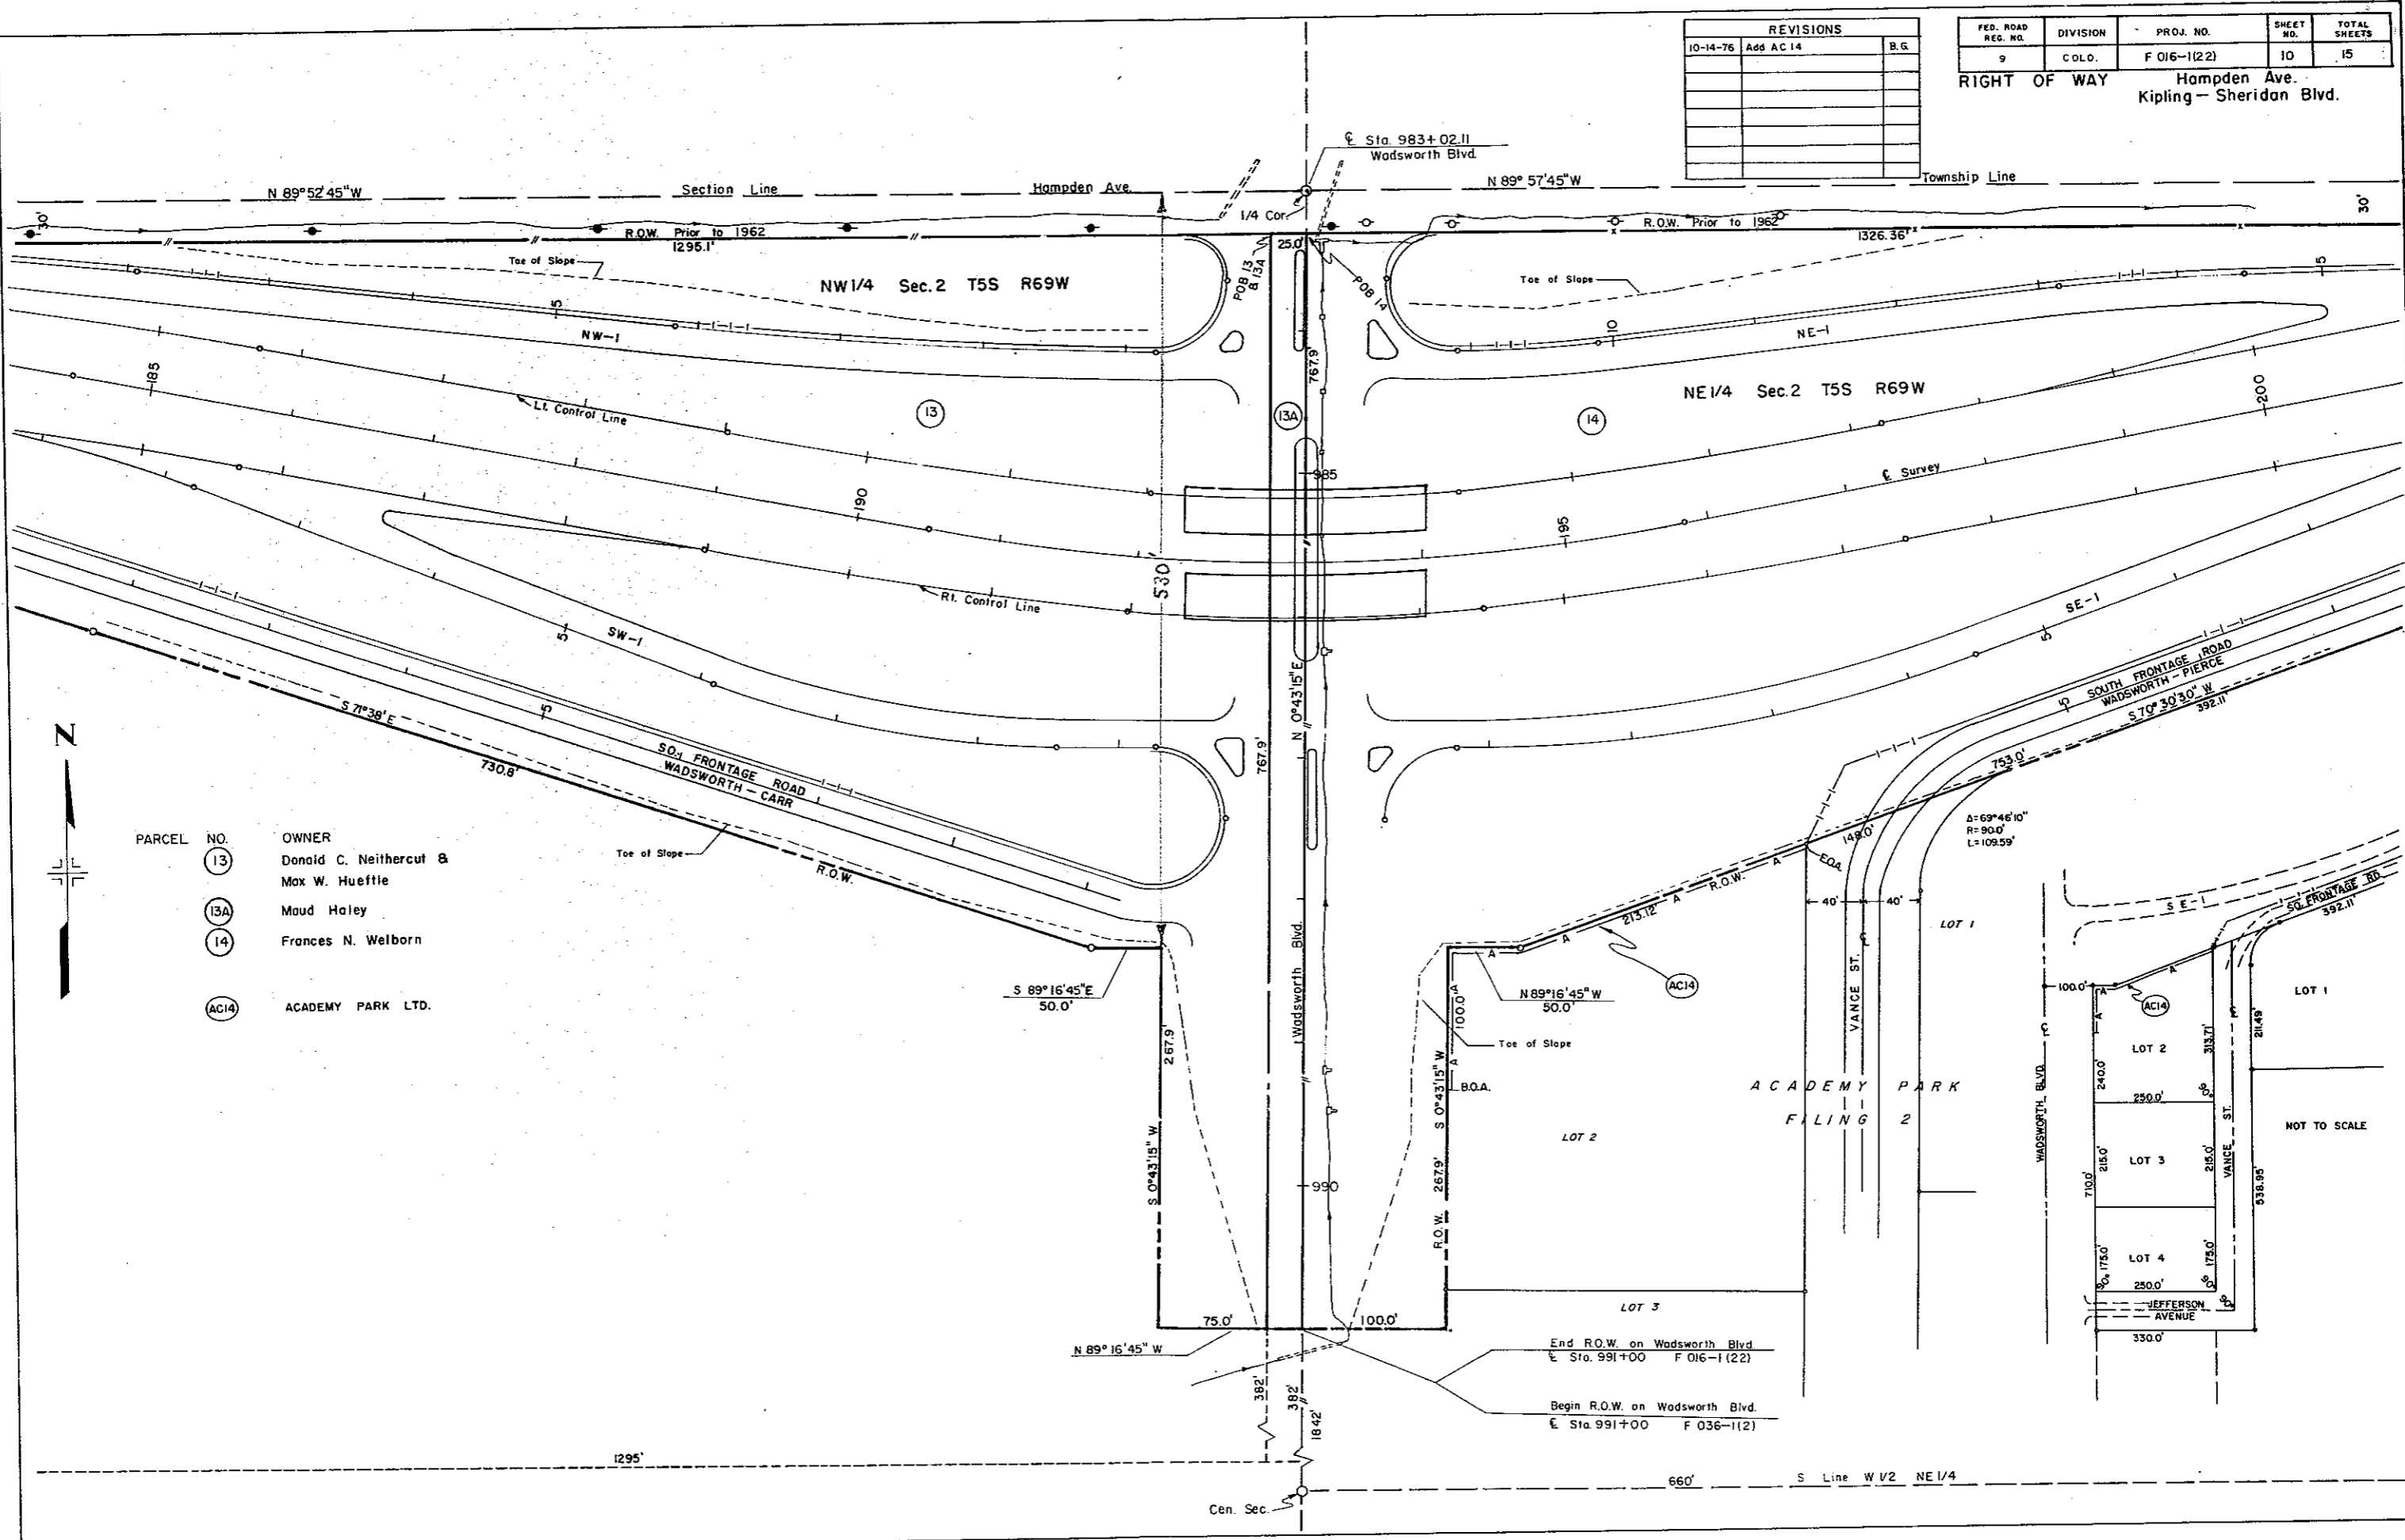 REVISIONS
10-14-76 Add AC 14 B.G.
FED. ROAD REG. NO. DIVISION PROJ. NO. SHEET NO. TOTAL SHEETS
9 COLO. F 016-1(22) 10 15
RIGHT OF WAY Hampden Ave.
Kipling - Sheridan Blvd.
℄ Sta. 983+02.11
Wadsworth Blvd.
N 89° 52' 45" W Section Line Hampden Ave. N 89° 57' 45" W Township Line
30' 1/4 Cor. 30'
R.O.W. Prior to 1962 R.O.W. Prior to 1962
1295.1' 25.0' 1326.36'
Toe of Slope
POB 13 & 13A
POB 14
Toe of Slope
NW 1/4 Sec. 2 T5S R69W
5
5
NW-1
10
NE-1
185
767.9'
200
NE 1/4 Sec. 2 T5S R69W
Lt. Control Line
13
13A
14
985
℄ Survey
190
195
530'
Rt. Control Line
SW-1
5
SE-1
5
N 0°43'15" E
SOUTH FRONTAGE ROAD
WADSWORTH - PIERCE
5
S 70° 30' 30" W
392.11'
S 71°38' E
730.8'
5
SO. FRONTAGE ROAD
WADSWORTH - CARR
767.9'
753.0'
N
148.0'
Δ=69°46'10"
R=90.0'
L=109.59'
PARCEL NO. OWNER
13 Donald C. Neithercut &
Max W. Hueftle
13A Maud Haley
14 Frances N. Welborn
AC14 ACADEMY PARK LTD.
Toe of Slope
R.O.W.
E.O.A.
R.O.W.
A A A A
213.12'
40' 40'
LOT 1
S 89° 16' 45" E
50.0'
Wadsworth Blvd.
A
N 89° 16' 45" W
50.0'
AC14
100.0'
A
A
Toe of Slope
B.O.A.
℄
VANCE ST.
267.9'
S 0°43'15" W
S 0°43'15" W
267.9'
R.O.W.
990
ACADEMY PARK
FILING 2
LOT 2
LOT 3
75.0' 100.0'
N 89° 16' 45" W
End R.O.W. on Wadsworth Blvd.
℄ Sta. 991+00 F 016-1(22)
Begin R.O.W. on Wadsworth Blvd.
℄ Sta. 991+00 F 036-1(2)
382'
382'
1842'
1295'
660' S Line W 1/2 NE 1/4
Cen. Sec.
SE-1
SO. FRONTAGE RD.
392.11'
100.0'
A
A
A
AC14
LOT 1
℄
WADSWORTH BLVD.
LOT 2
240.0'
313.71'
211.49'
250.0'
90°
℄
VANCE ST.
NOT TO SCALE
LOT 3
215.0'
215.0'
710.0'
538.95'
LOT 4
175.0'
175.0'
90°
250.0'
90°
JEFFERSON
AVENUE
90°
330.0'